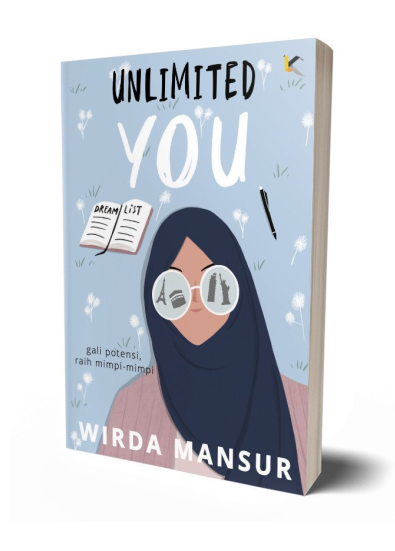 UNLIMITED
YOU
DREAM LIST
gali potensi,
raih mimpi-mimpi
WIRDA MANSUR